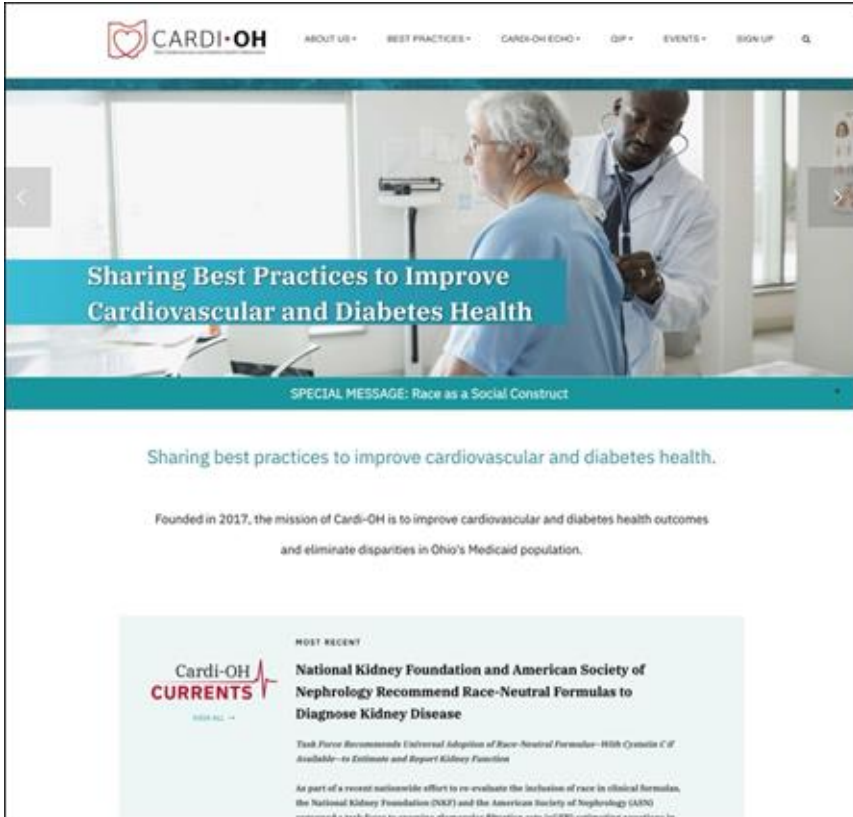 CARDI•OH
ABOUT US BEST PRACTICES CARDI-OH ECHO QIP EVENTS SIGN UP
Sharing Best Practices to Improve
Cardiovascular and Diabetes Health
SPECIAL MESSAGE: Race as a Social Construct
Sharing best practices to improve cardiovascular and diabetes health.
Founded in 2017, the mission of Cardi-OH is to improve cardiovascular and diabetes health outcomes
and eliminate disparities in Ohio's Medicaid population.
Cardi-OH
CURRENTS
VIEW ALL →
MOST RECENT
National Kidney Foundation and American Society of
Nephrology Recommend Race-Neutral Formulas to
Diagnose Kidney Disease
Task Force Recommends Universal Adoption of Race-Neutral Formulas—With Cystatin C if
Available—to Estimate and Report Kidney Function
As part of a recent nationwide effort to re-evaluate the inclusion of race in clinical formulas,
the National Kidney Foundation (NKF) and the American Society of Nephrology (ASN)